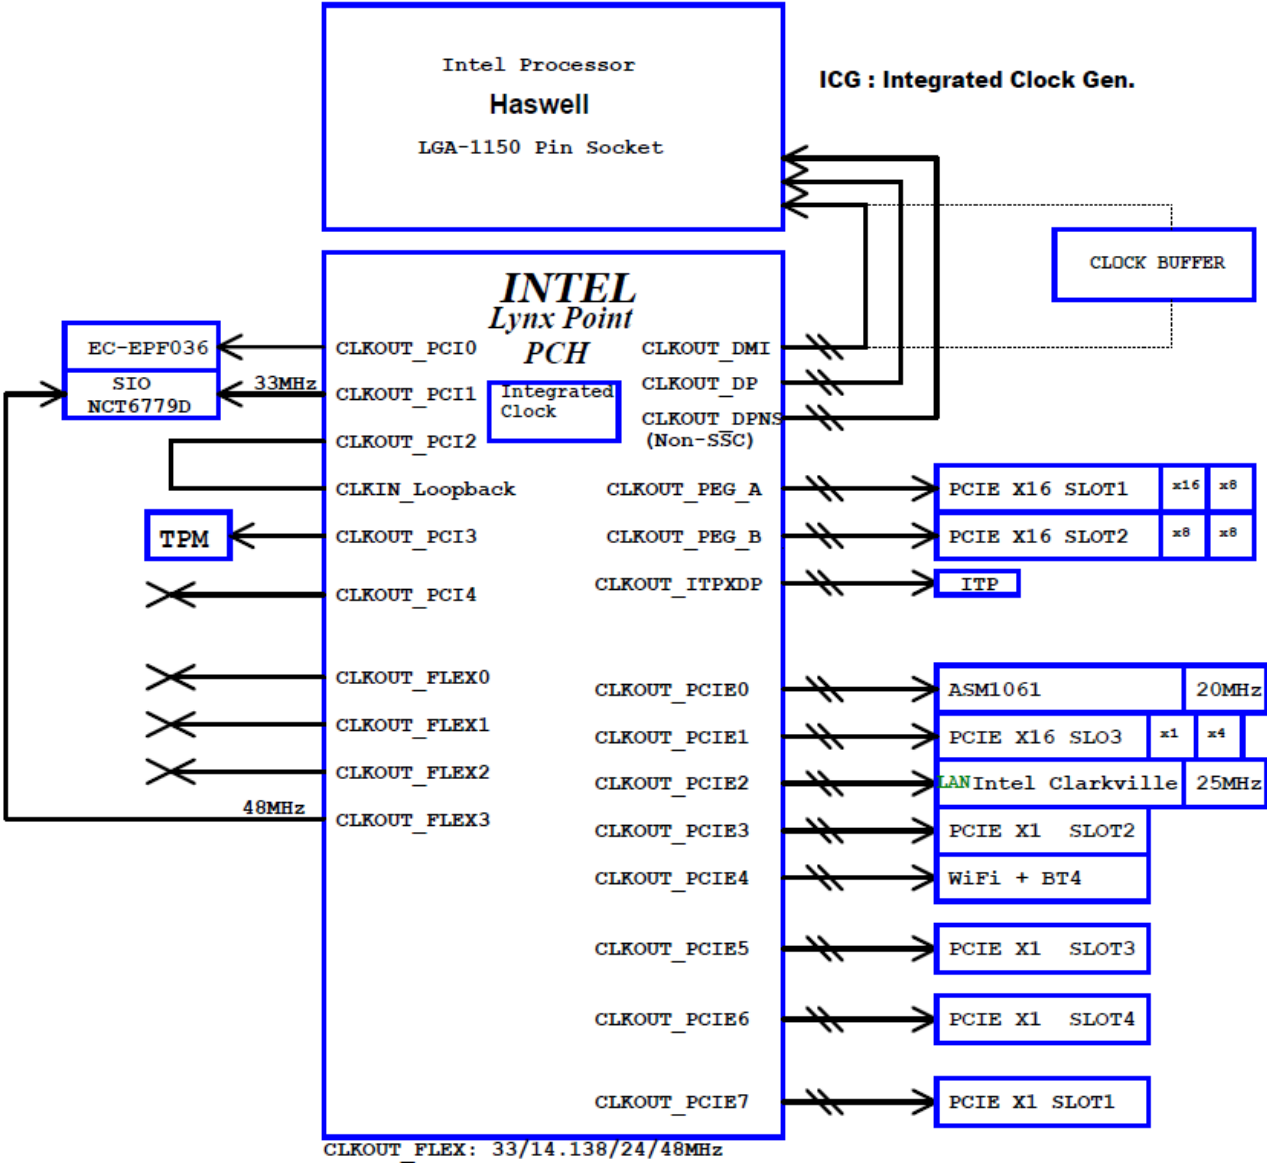 Intel Processor
Haswell
LGA-1150 Pin Socket
ICG : Integrated Clock Gen.
CLOCK BUFFER
INTEL
Lynx Point
PCH
Integrated
Clock
EC-EPF036
SIO
NCT6779D
33MHz
TPM
48MHz
CLKOUT_PCI0
CLKOUT_PCI1
CLKOUT_PCI2
CLKIN_Loopback
CLKOUT_PCI3
CLKOUT_PCI4
CLKOUT_FLEX0
CLKOUT_FLEX1
CLKOUT_FLEX2
CLKOUT_FLEX3
CLKOUT_DMI
CLKOUT_DP
CLKOUT_DPNS
(Non-SSC)
CLKOUT_PEG_A
CLKOUT_PEG_B
CLKOUT_ITPXDP
CLKOUT_PCIE0
CLKOUT_PCIE1
CLKOUT_PCIE2
CLKOUT_PCIE3
CLKOUT_PCIE4
CLKOUT_PCIE5
CLKOUT_PCIE6
CLKOUT_PCIE7
PCIE X16 SLOT1 x16 x8
PCIE X16 SLOT2 x8 x8
ITP
ASM1061 20MHz
PCIE X16 SLO3 x1 x4
LAN Intel Clarkville 25MHz
PCIE X1 SLOT2
WiFi + BT4
PCIE X1 SLOT3
PCIE X1 SLOT4
PCIE X1 SLOT1
CLKOUT_FLEX: 33/14.138/24/48MHz